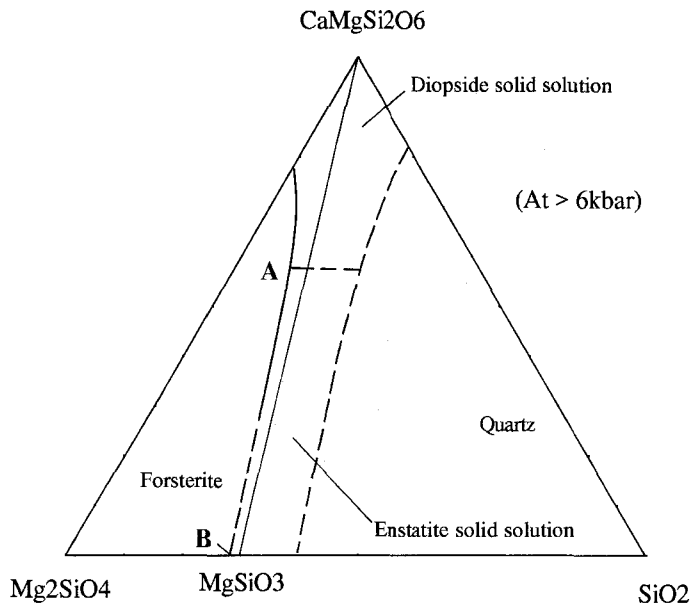 CaMgSi2O6
Diopside solid solution
(At > 6kbar)
A
Quartz
Forsterite
Enstatite solid solution
B
Mg2SiO4
MgSiO3
SiO2